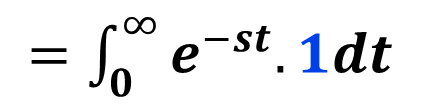 = ∫₀^∞ e^{-st}. 1dt